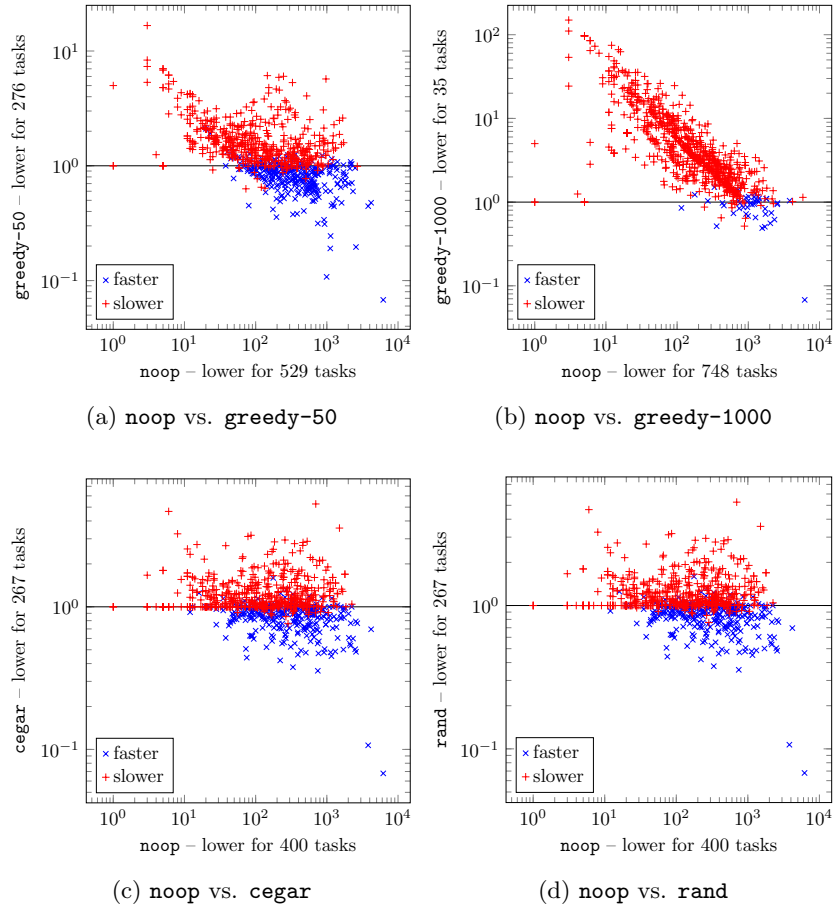 10^1
10^0
10^−1
greedy-50 – lower for 276 tasks
faster
slower
10^0 10^1 10^2 10^3 10^4
noop – lower for 529 tasks
(a) noop vs. greedy-50
10^2
10^1
10^0
10^−1
greedy-1000 – lower for 35 tasks
faster
slower
10^0 10^1 10^2 10^3 10^4
noop – lower for 748 tasks
(b) noop vs. greedy-1000
10^0
10^−1
cegar – lower for 267 tasks
faster
slower
10^0 10^1 10^2 10^3 10^4
noop – lower for 400 tasks
(c) noop vs. cegar
10^0
10^−1
rand – lower for 267 tasks
faster
slower
10^0 10^1 10^2 10^3 10^4
noop – lower for 400 tasks
(d) noop vs. rand